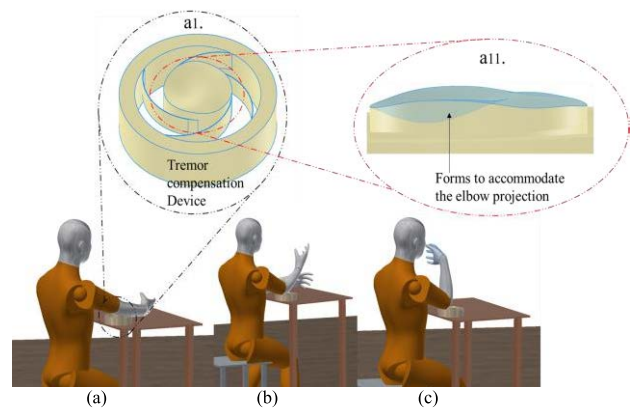 a1.
a11.
Tremor
compensation
Device
Forms to accommodate
the elbow projection
(a)
(b)
(c)